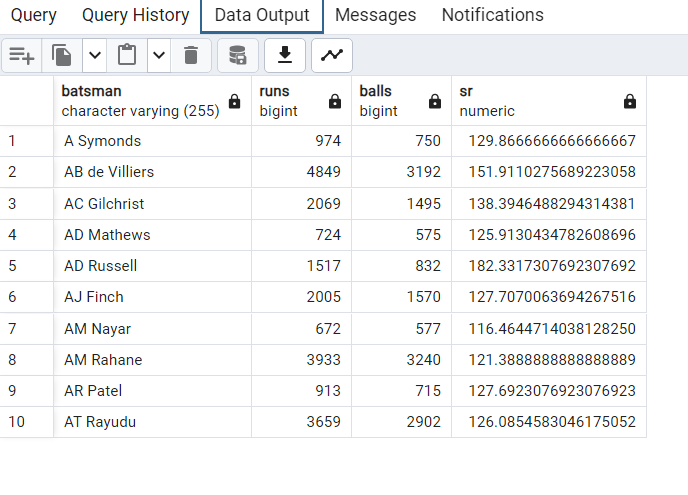 Query Query History Data Output Messages Notifications
batsman runs balls sr
character varying (255) bigint bigint numeric
1 A Symonds 974 750 129.8666666666666667
2 AB de Villiers 4849 3192 151.9110275689223058
3 AC Gilchrist 2069 1495 138.3946488294314381
4 AD Mathews 724 575 125.9130434782608696
5 AD Russell 1517 832 182.3317307692307692
6 AJ Finch 2005 1570 127.7070063694267516
7 AM Nayar 672 577 116.4644714038128250
8 AM Rahane 3933 3240 121.3888888888888889
9 AR Patel 913 715 127.6923076923076923
10 AT Rayudu 3659 2902 126.0854583046175052